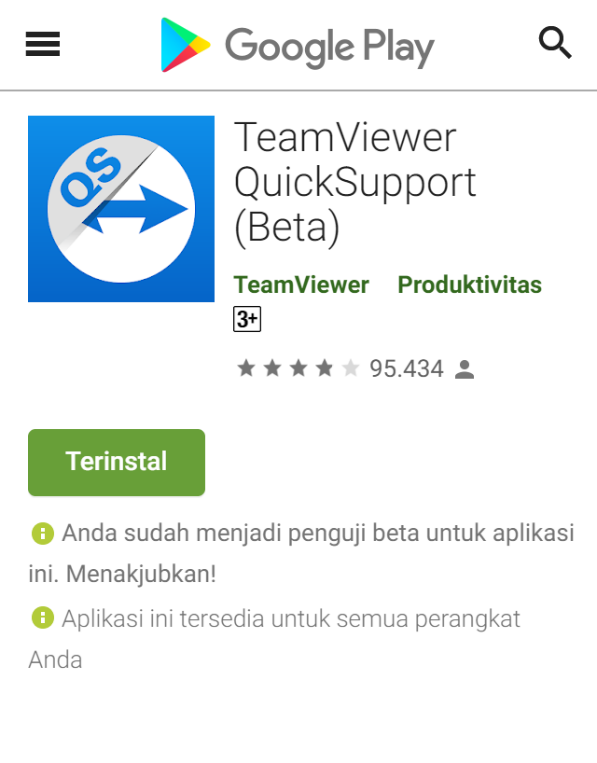 Google Play
QS
TeamViewer
QuickSupport
(Beta)
TeamViewer Produktivitas
3+
95.434
Terinstal
Anda sudah menjadi penguji beta untuk aplikasi
ini. Menakjubkan!
Aplikasi ini tersedia untuk semua perangkat
Anda